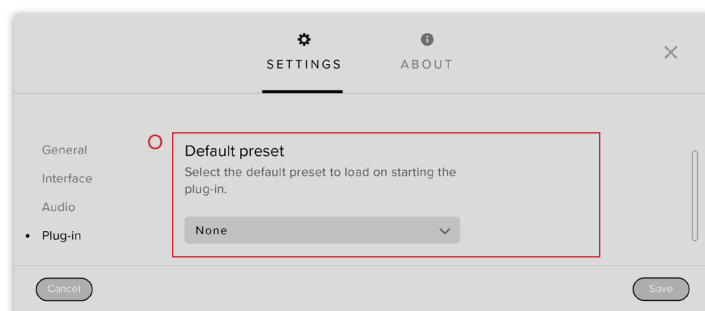 SETTINGS
ABOUT
General
Interface
Audio
Plug-in
O
Default preset
Select the default preset to load on starting the
plug-in.
None
Cancel
Save